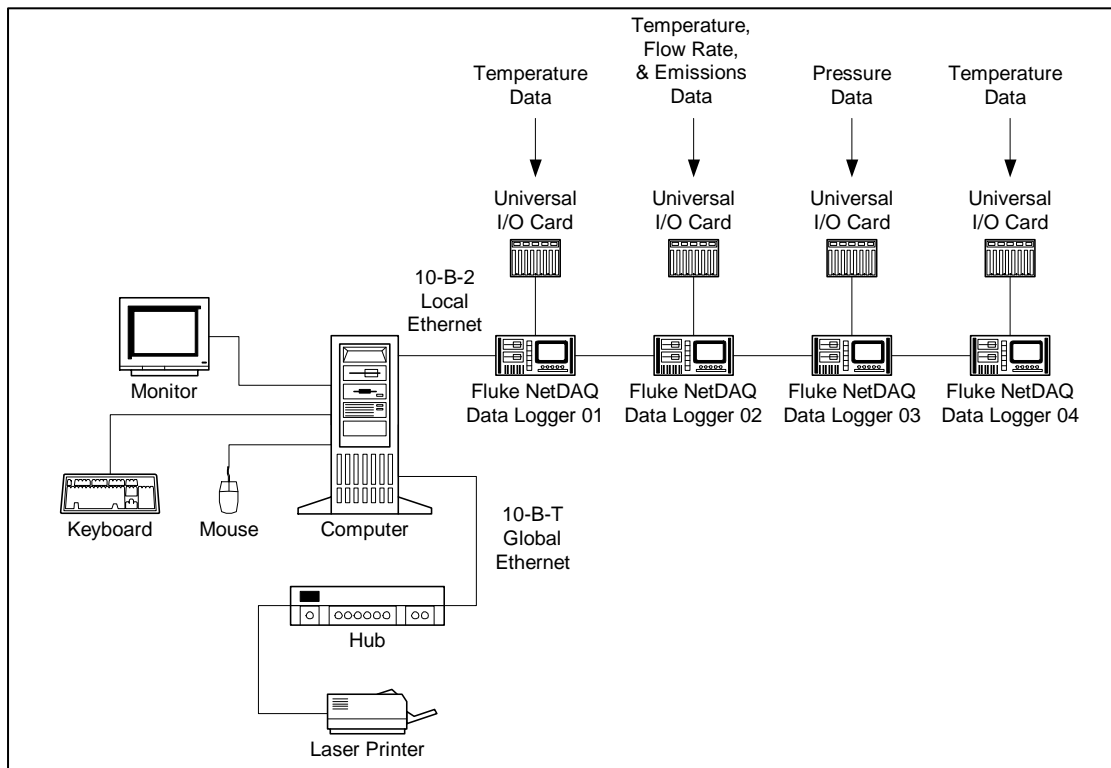 Temperature
Data
Temperature,
Flow Rate,
& Emissions
Data
Pressure
Data
Temperature
Data
Universal
I/O Card
Universal
I/O Card
Universal
I/O Card
Universal
I/O Card
10-B-2
Local
Ethernet
Monitor
Fluke NetDAQ
Data Logger 01
Fluke NetDAQ
Data Logger 02
Fluke NetDAQ
Data Logger 03
Fluke NetDAQ
Data Logger 04
Keyboard
Mouse
Computer
10-B-T
Global
Ethernet
Hub
Laser Printer